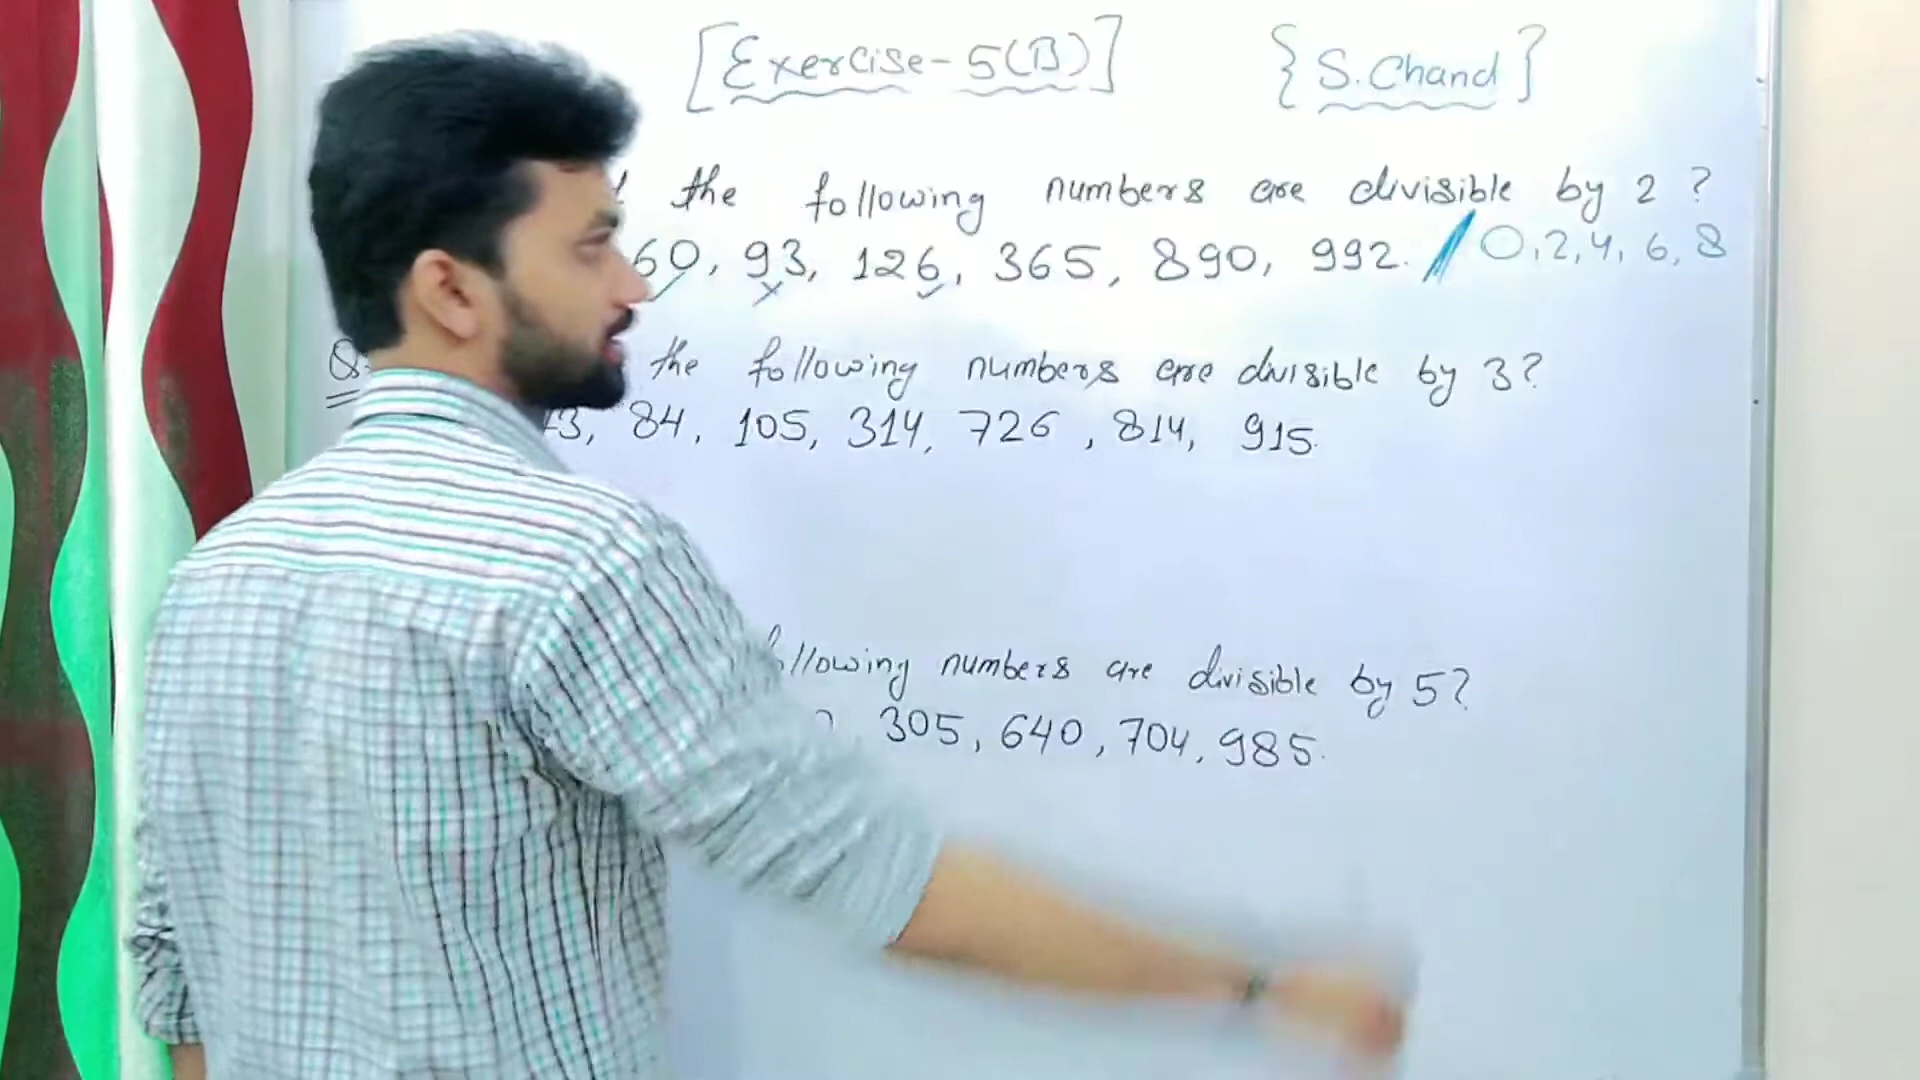 [Exercise-5(B)] {S.Chand}
the following numbers are divisible by 2 ?
60, 93, 126, 365, 890, 992. 0,2,4,6,8
Q. the following numbers are divisible by 3?
3, 84, 105, 314, 726, 814, 915.
following numbers are divisible by 5?
305, 640, 704, 985.